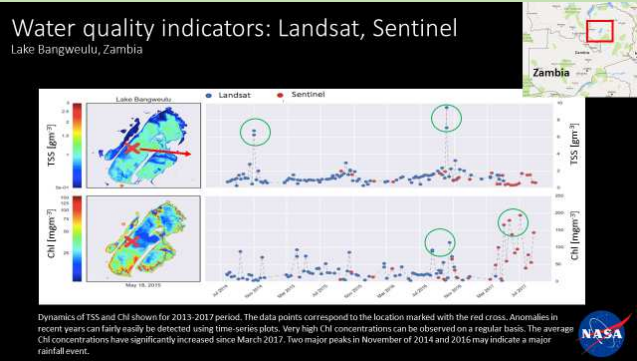 Water quality indicators: Landsat, Sentinel
Lake Bangweulu, Zambia
Zambia
Lake Bangweulu
Landsat
Sentinel
TSS [gm⁻³]
TSS [gm⁻³]
Chl [mgm⁻³]
Chl [mgm⁻³]
May 18, 2015
Dynamics of TSS and Chl shown for 2013-2017 period. The data points correspond to the location marked with the red cross. Anomalies in
recent years can fairly easily be detected using time-series plots. Very high Chl concentrations can be observed on a regular basis. The average
Chl concentrations have significantly increased since March 2017. Two major peaks in November of 2014 and 2016 may indicate a major
rainfall event.
NASA